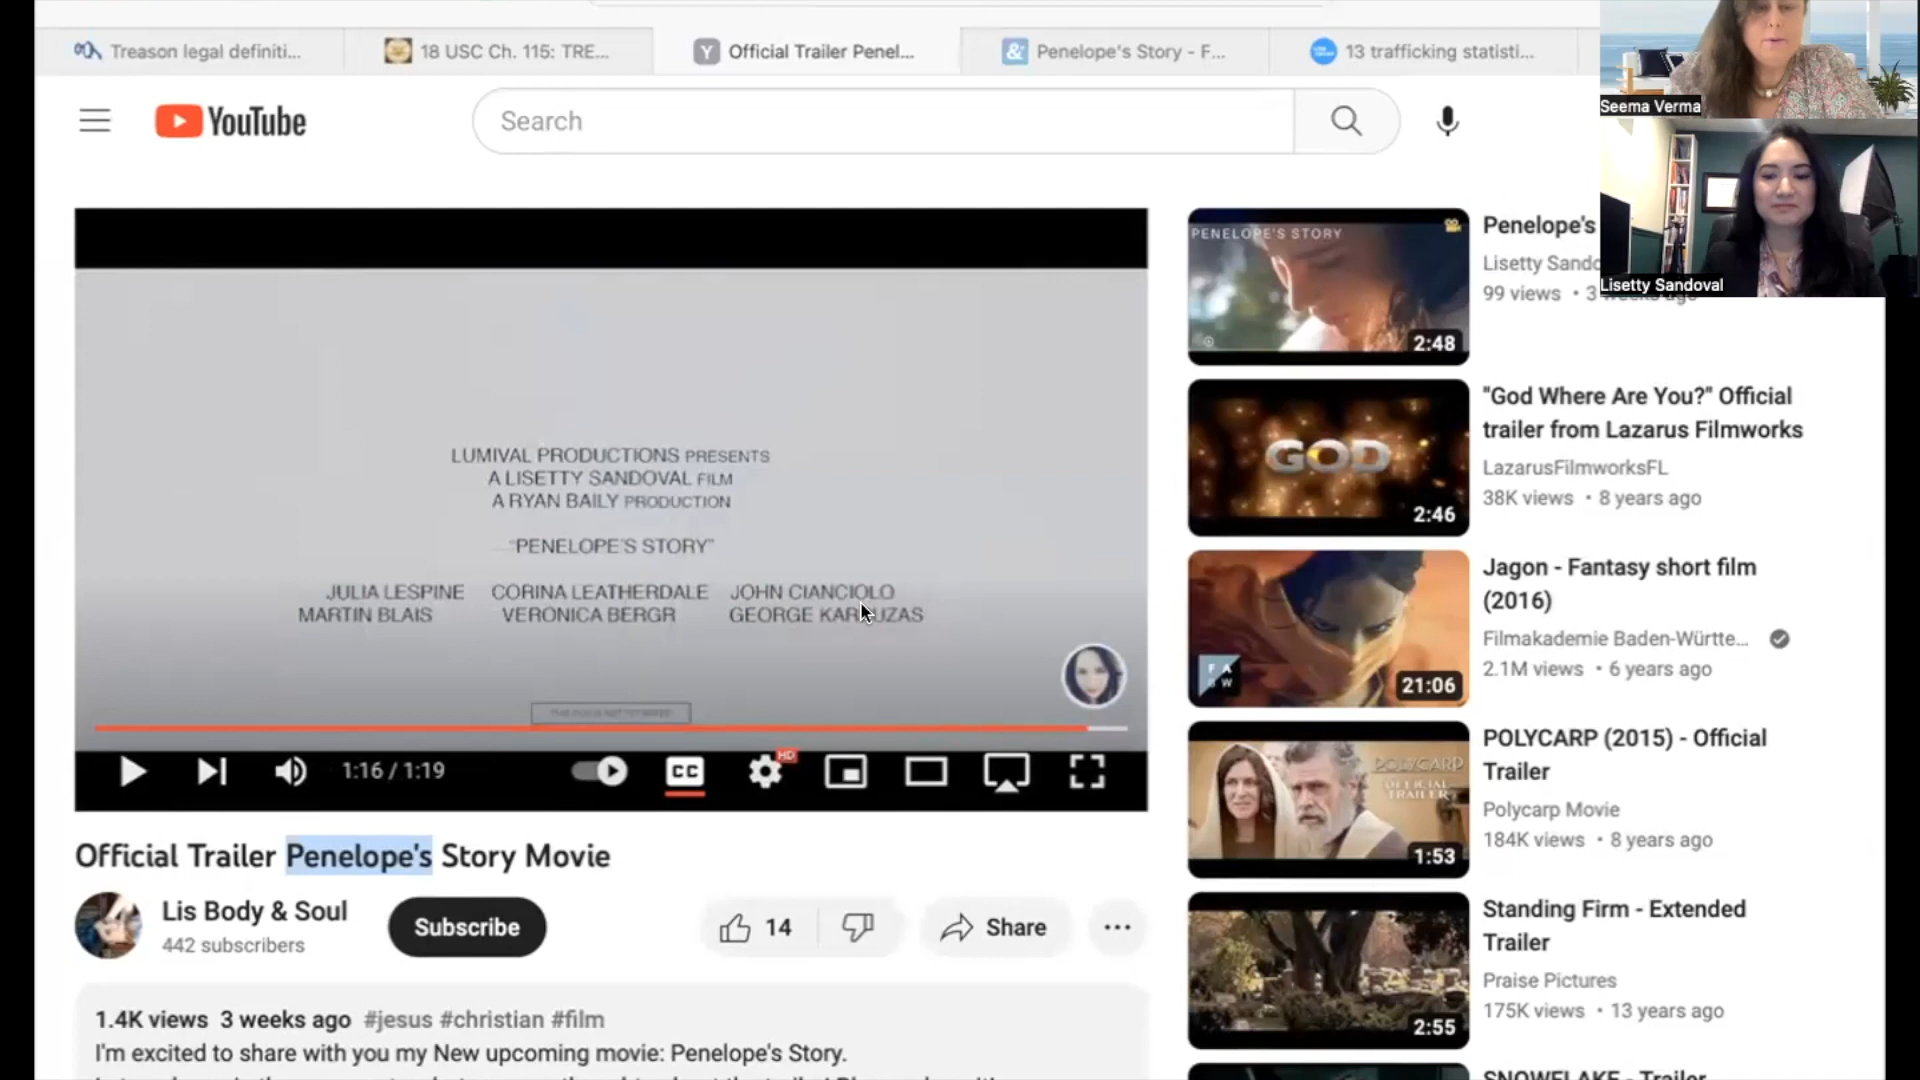 Treason legal definiti...
18 USC Ch. 115: TRE...
Official Trailer Penel...
Penelope's Story - F...
13 trafficking statisti...
YouTube
Search
Seema Verma
Lisetty Sandoval
LUMIVAL PRODUCTIONS PRESENTS
A LISETTY SANDOVAL FILM
A RYAN BAILY PRODUCTION
"PENELOPE'S STORY"
JULIA LESPINE CORINA LEATHERDALE JOHN CIANCIOLO
MARTIN BLAIS VERONICA BERGR GEORGE
1:16 / 1:19
CC
HD
Official Trailer Penelope's Story Movie
Lis Body & Soul
442 subscribers
Subscribe
14
Share
1.4K views 3 weeks ago #jesus #christian #film
I'm excited to share with you my New upcoming movie: Penelope's Story.
PENELOPE'S STORY
2:48
Penelope's
Lisetty Sando
99 views • 3 weeks ago
GOD
2:46
"God Where Are You?" Official
trailer from Lazarus Filmworks
LazarusFilmworksFL
38K views • 8 years ago
21:06
Jagon - Fantasy short film
(2016)
Filmakademie Baden-Württe...
2.1M views • 6 years ago
POLYCARP
OFFICIAL
TRAILER
1:53
POLYCARP (2015) - Official
Trailer
Polycarp Movie
184K views • 8 years ago
2:55
Standing Firm - Extended
Trailer
Praise Pictures
175K views • 13 years ago
SNOWFLAKE - Trailer